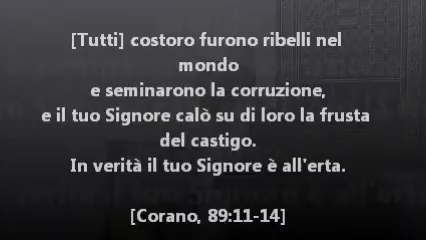 [Tutti] costoro furono ribelli nel
mondo
e seminarono la corruzione,
e il tuo Signore calò su di loro la frusta
del castigo.
In verità il tuo Signore è all'erta.
[Corano, 89:11-14]